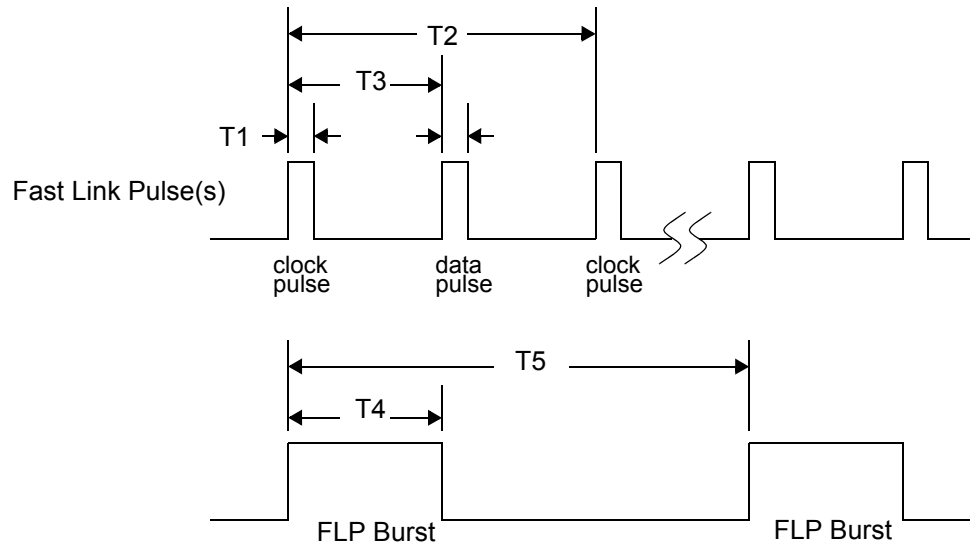 T2
T3
T1
Fast Link Pulse(s)
clock
pulse
data
pulse
clock
pulse
T5
T4
FLP Burst
FLP Burst